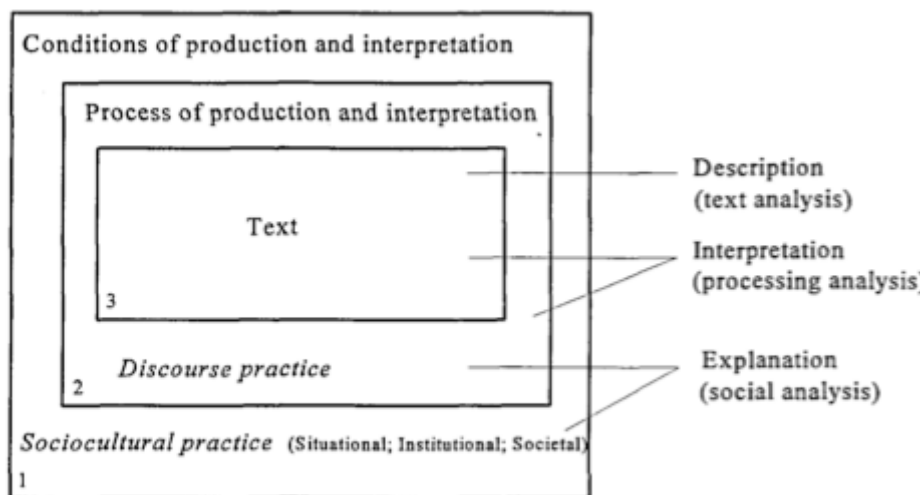 Conditions of production and interpretation
Process of production and interpretation
Text
3
Discourse practice
2
Sociocultural practice (Situational; Institutional; Societal)
1
Description
(text analysis)
Interpretation
(processing analysis)
Explanation
(social analysis)